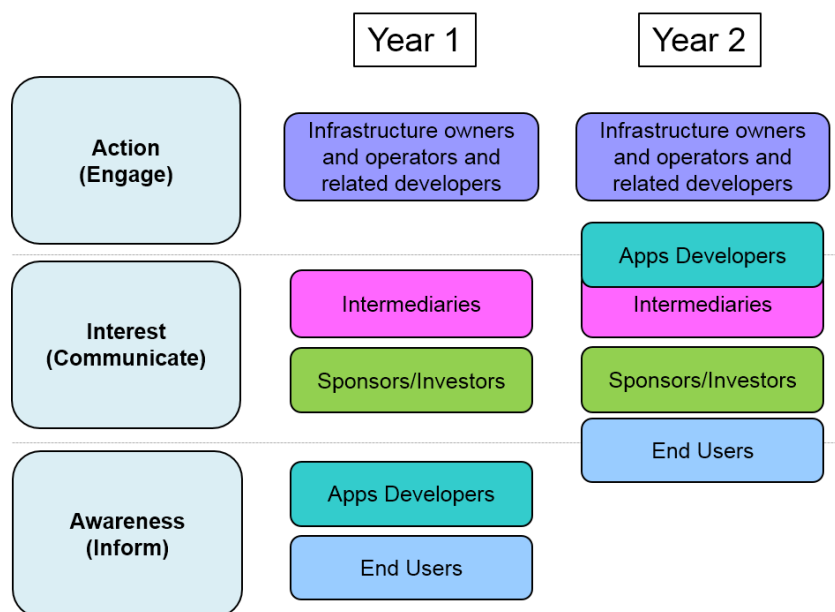 Year 1
Year 2
Action
(Engage)
Infrastructure owners
and operators and
related developers
Infrastructure owners
and operators and
related developers
Apps Developers
Interest
(Communicate)
Intermediaries
Intermediaries
Sponsors/Investors
Sponsors/Investors
End Users
Awareness
(Inform)
Apps Developers
End Users